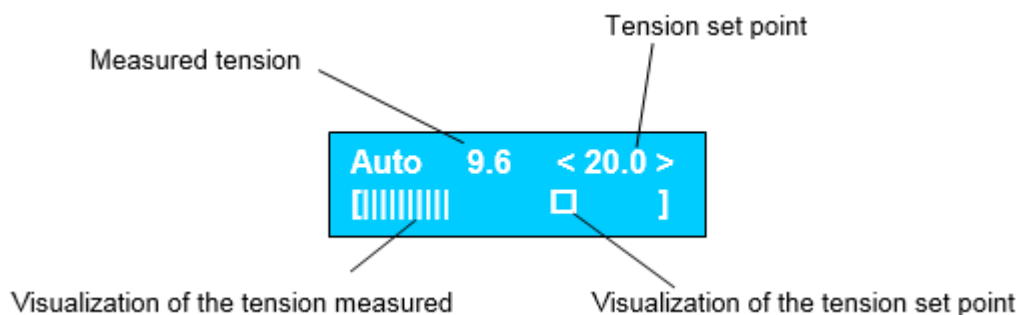 Tension set point
Measured tension
Auto 9.6 < 20.0 >
[|||||||||| □ ]
Visualization of the tension measured
Visualization of the tension set point